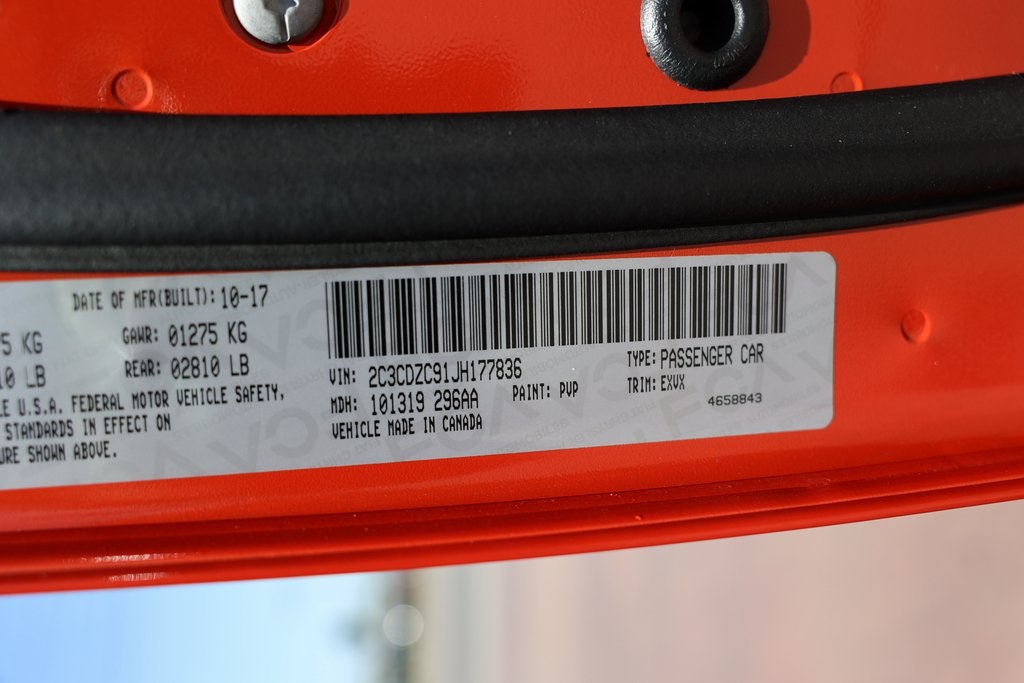 DATE OF MFR(BUILT): 10-17
5 KG GAWR: 01275 KG
0 LB REAR: 02810 LB
E U.S.A. FEDERAL MOTOR VEHICLE SAFETY,
STANDARDS IN EFFECT ON
URE SHOWN ABOVE.
VIN: 2C3CDZC91JH177836 TYPE: PASSENGER CAR
MDH: 101319 296AA PAINT: PVP TRIM: EXVX
VEHICLE MADE IN CANADA 4658843